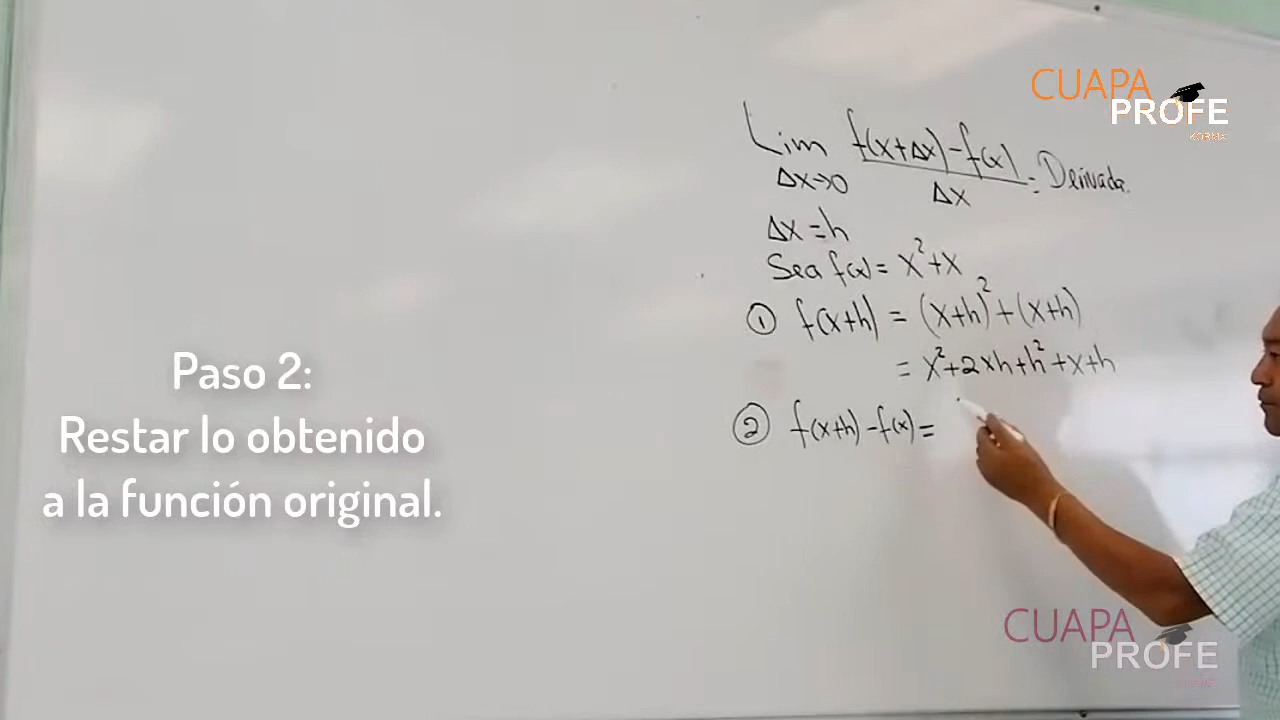 CUAPA
PROFE
Lim f(x+Δx)-f(x)
Δx→0 Δx = Derivada.
Δx = h
Sea f(x) = x²+x
① f(x+h) = (x+h)²+(x+h)
= x²+2xh+h²+x+h
② f(x+h)-f(x)=
Paso 2:
Restar lo obtenido
a la función original.
CUAPA
PROFE